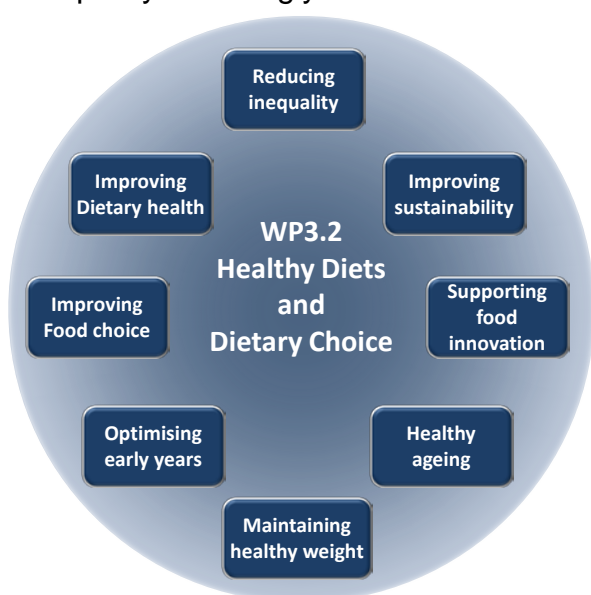 Reducing
inequality
Improving
Dietary health
Improving
sustainability
WP3.2
Healthy Diets
and
Dietary Choice
Improving
Food choice
Supporting
food
innovation
Optimising
early years
Healthy
ageing
Maintaining
healthy weight